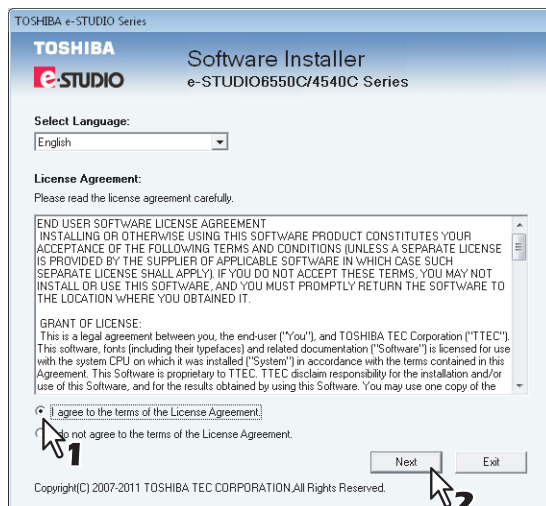 TOSHIBA e-STUDIO Series
TOSHIBA
e-STUDIO
Software Installer
e-STUDIO6550C/4540C Series
Select Language:
English
License Agreement:
Please read the license agreement carefully.
END USER SOFTWARE LICENSE AGREEMENT
INSTALLING OR OTHERWISE USING THIS SOFTWARE PRODUCT CONSTITUTES YOUR
ACCEPTANCE OF THE FOLLOWING TERMS AND CONDITIONS (UNLESS A SEPARATE LICENSE
IS PROVIDED BY THE SUPPLIER OF APPLICABLE SOFTWARE IN WHICH CASE SUCH
SEPARATE LICENSE SHALL APPLY). IF YOU DO NOT ACCEPT THESE TERMS, YOU MAY NOT
INSTALL OR USE THIS SOFTWARE, AND YOU MUST PROMPTLY RETURN THE SOFTWARE TO
THE LOCATION WHERE YOU OBTAINED IT.
GRANT OF LICENSE:
This is a legal agreement between you, the end-user ("You"), and TOSHIBA TEC Corporation ("TTEC").
This software, fonts (including their typefaces) and related documentation ("Software") is licensed for use
with the system CPU on which it was installed ("System") in accordance with the terms contained in this
Agreement. This Software is proprietary to TTEC. TTEC disclaim responsibility for the installation and/or
use of this Software, and for the results obtained by using this Software. You may use one copy of the
I agree to the terms of the License Agreement.
do not agree to the terms of the License Agreement.
1
Next
Exit
2
Copyright(C) 2007-2011 TOSHIBA TEC CORPORATION,All Rights Reserved.